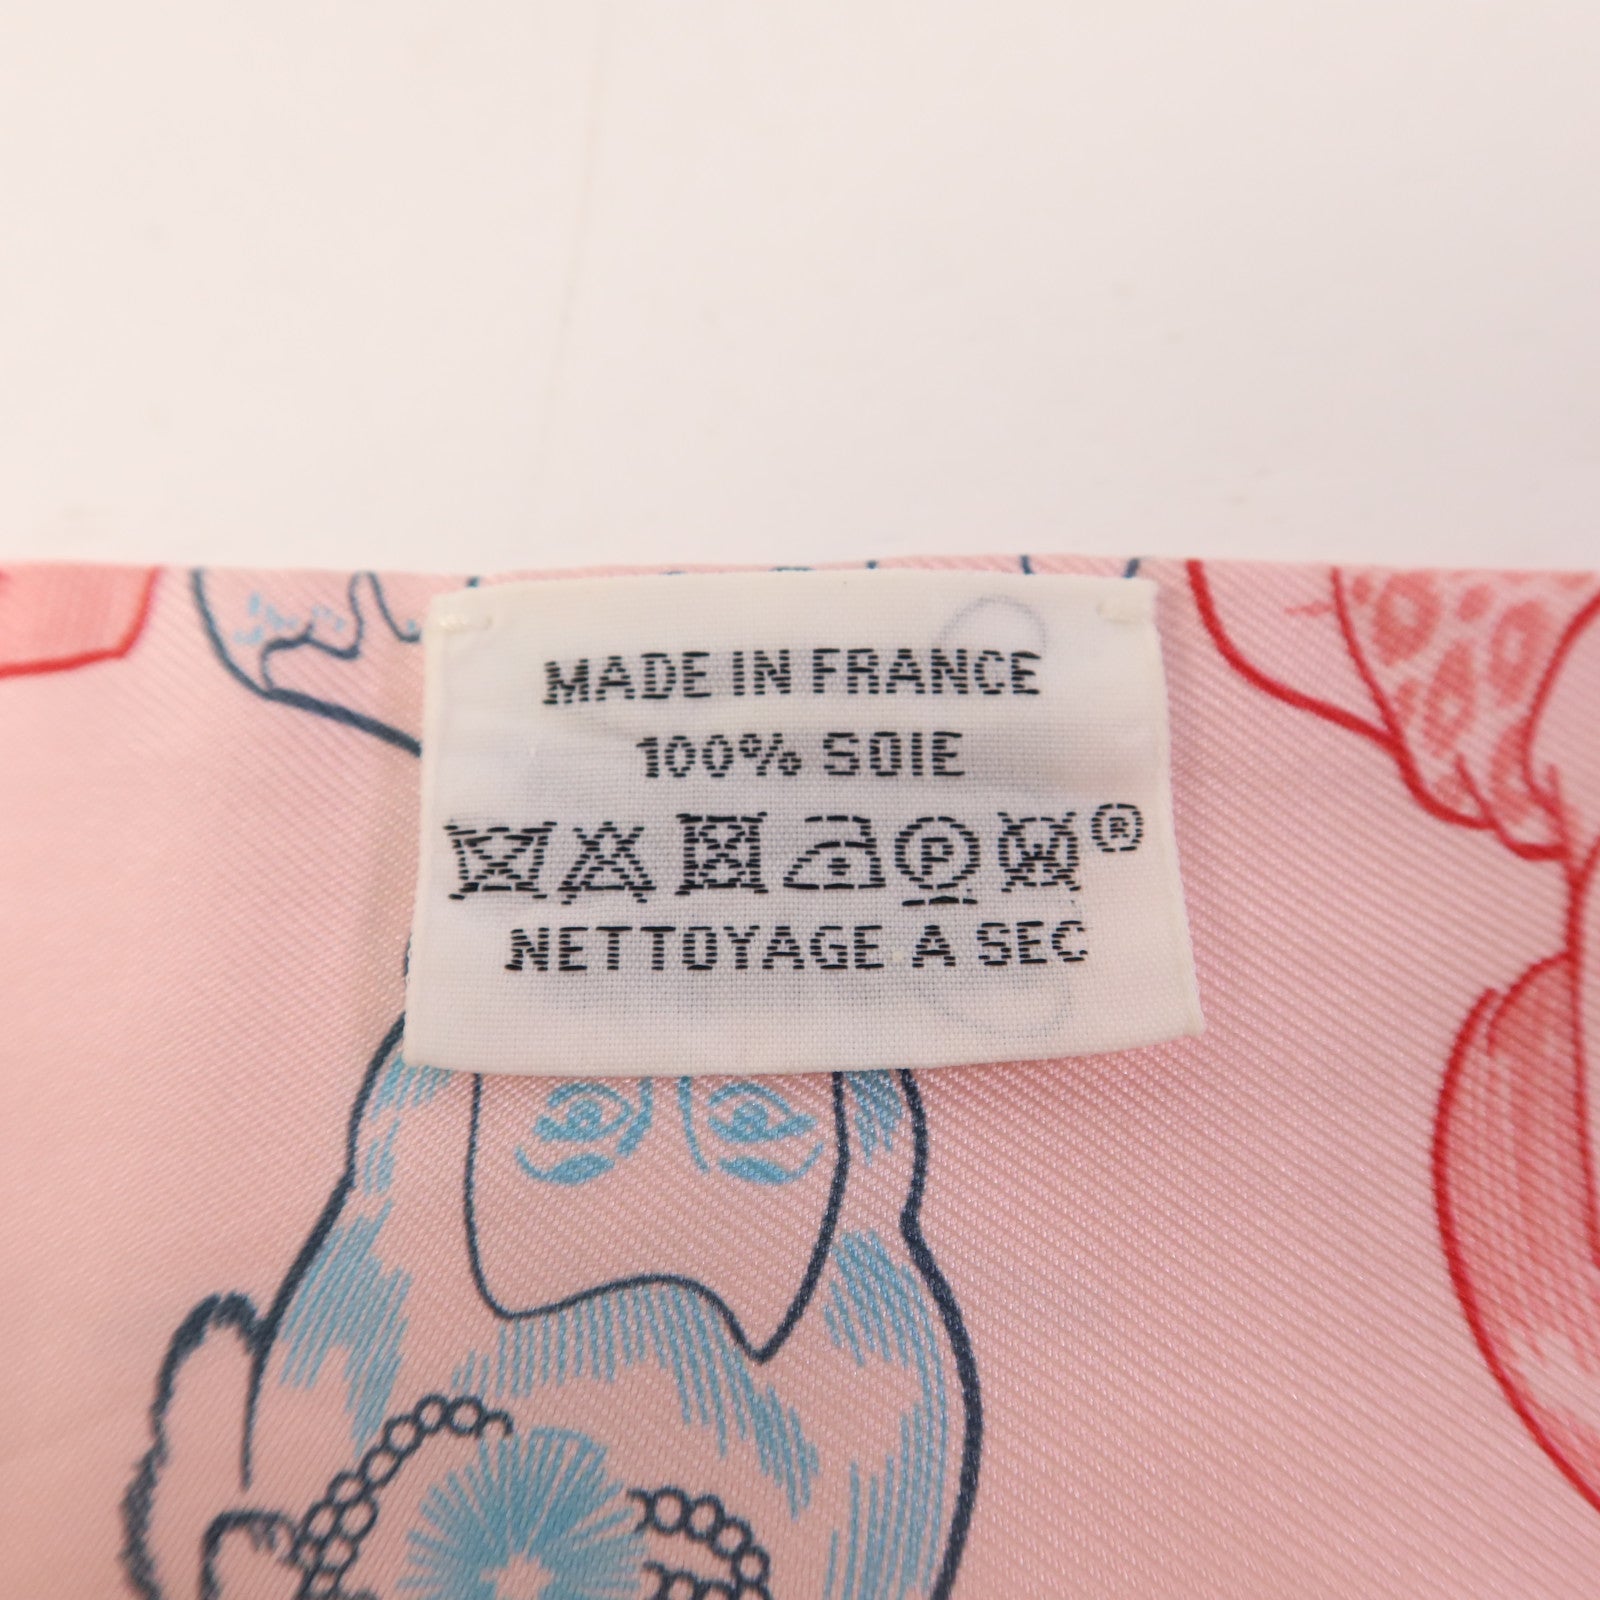 MADE IN FRANCE
100% SOIE
P W ®
NETTOYAGE A SEC